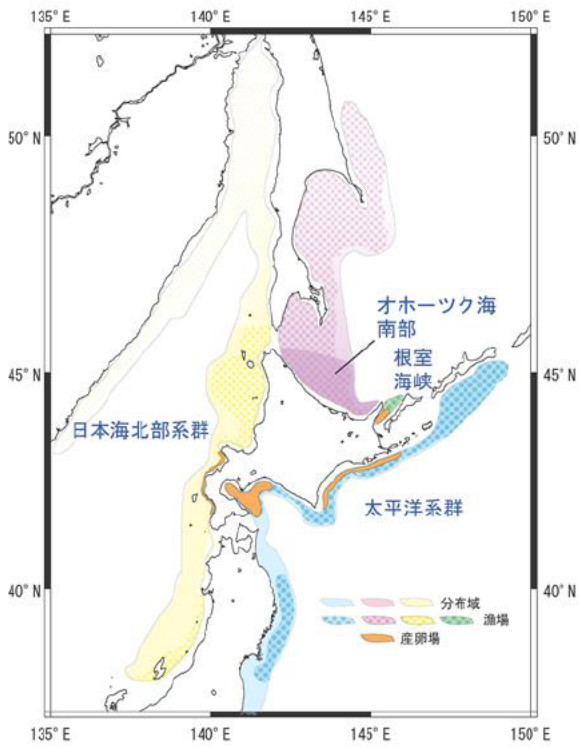 135° E 140° E 145° E 150° E
50° N 50° N
オホーツク海
南部
根室
海峡
45° N 45° N
日本海北部系群
太平洋系群
40° N 40° N
分布域
漁場
産卵場
135° E 140° E 145° E 150° E